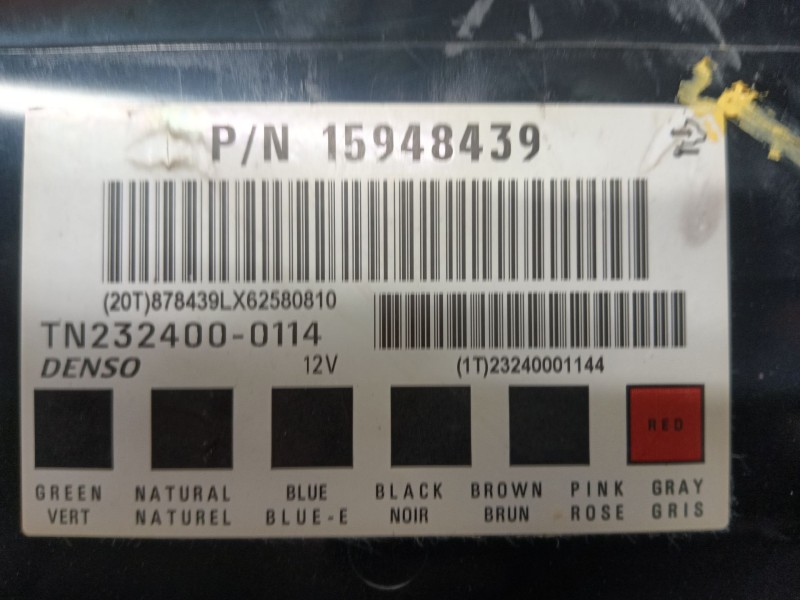 P/N 15948439
(20T)878439LX62580810
TN232400-0114
DENSO 12V
(1T)23240001144
RED
GREEN NATURAL BLUE BLACK BROWN PINK GRAY
VERT NATUREL BLUE-E NOIR BRUN ROSE GRIS